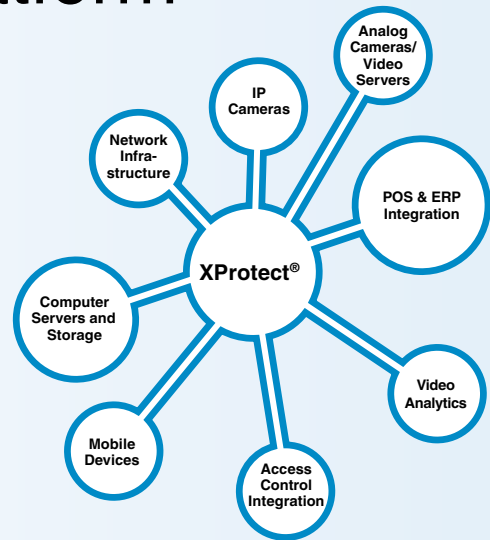 Analog
Cameras/
Video
Servers
IP
Cameras
Network
Infra-
structure
POS & ERP
Integration
XProtect®
Computer
Servers and
Storage
Video
Analytics
Mobile
Devices
Access
Control
Integration